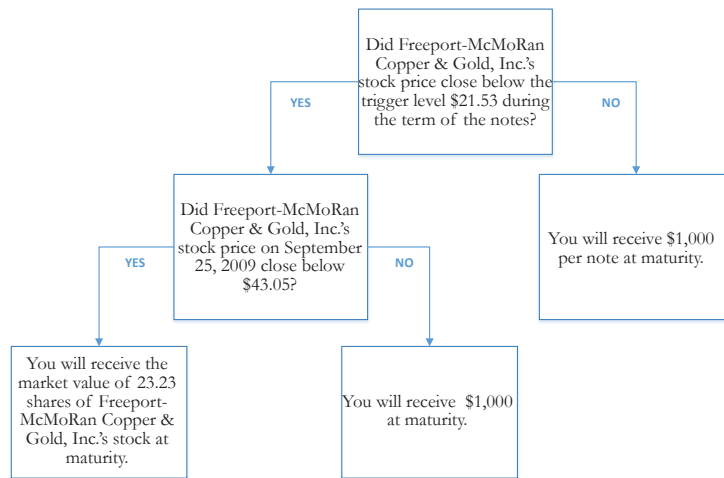 Did Freeport-McMoRan
Copper & Gold, Inc.'s
stock price close below the
trigger level $21.53 during
the term of the notes?
YES
NO
Did Freeport-McMoRan
Copper & Gold, Inc.'s
stock price on September
25, 2009 close below
$43.05?
You will receive $1,000
per note at maturity.
YES
NO
You will receive the
market value of 23.23
shares of Freeport-
McMoRan Copper &
Gold, Inc.'s stock at
maturity.
You will receive $1,000
at maturity.